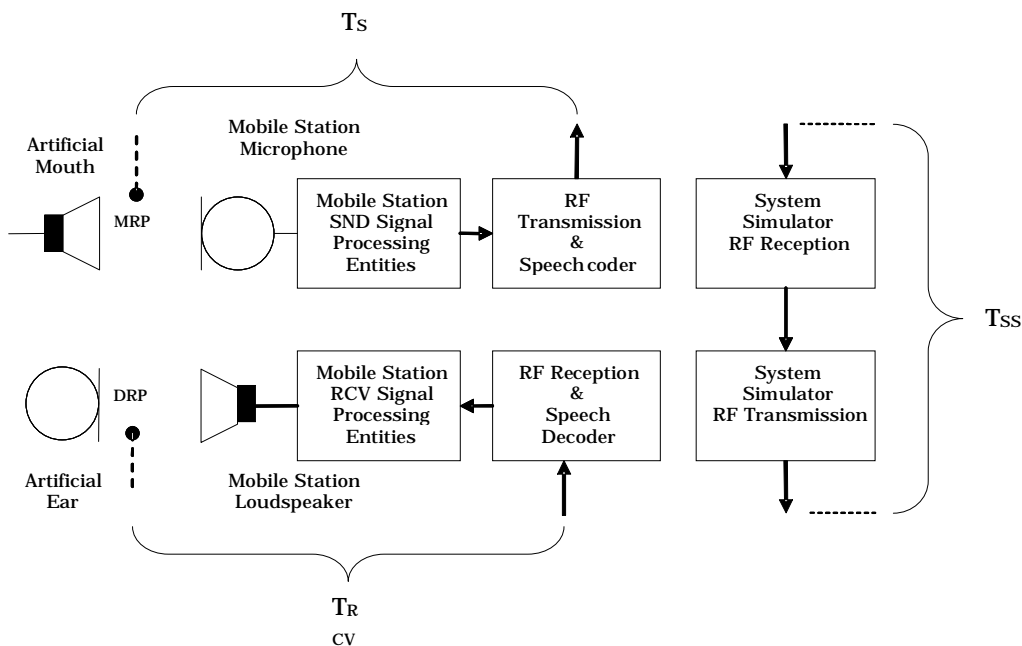 Ts
Artificial
Mouth
Mobile Station
Microphone
MRP
Mobile Station
SND Signal
Processing
Entities
RF
Transmission
&
Speech coder
System
Simulator
RF Reception
Tss
DRP
Mobile Station
RCV Signal
Processing
Entities
RF Reception
&
Speech
Decoder
System
Simulator
RF Transmission
Artificial
Ear
Mobile Station
Loudspeaker
TR
CV